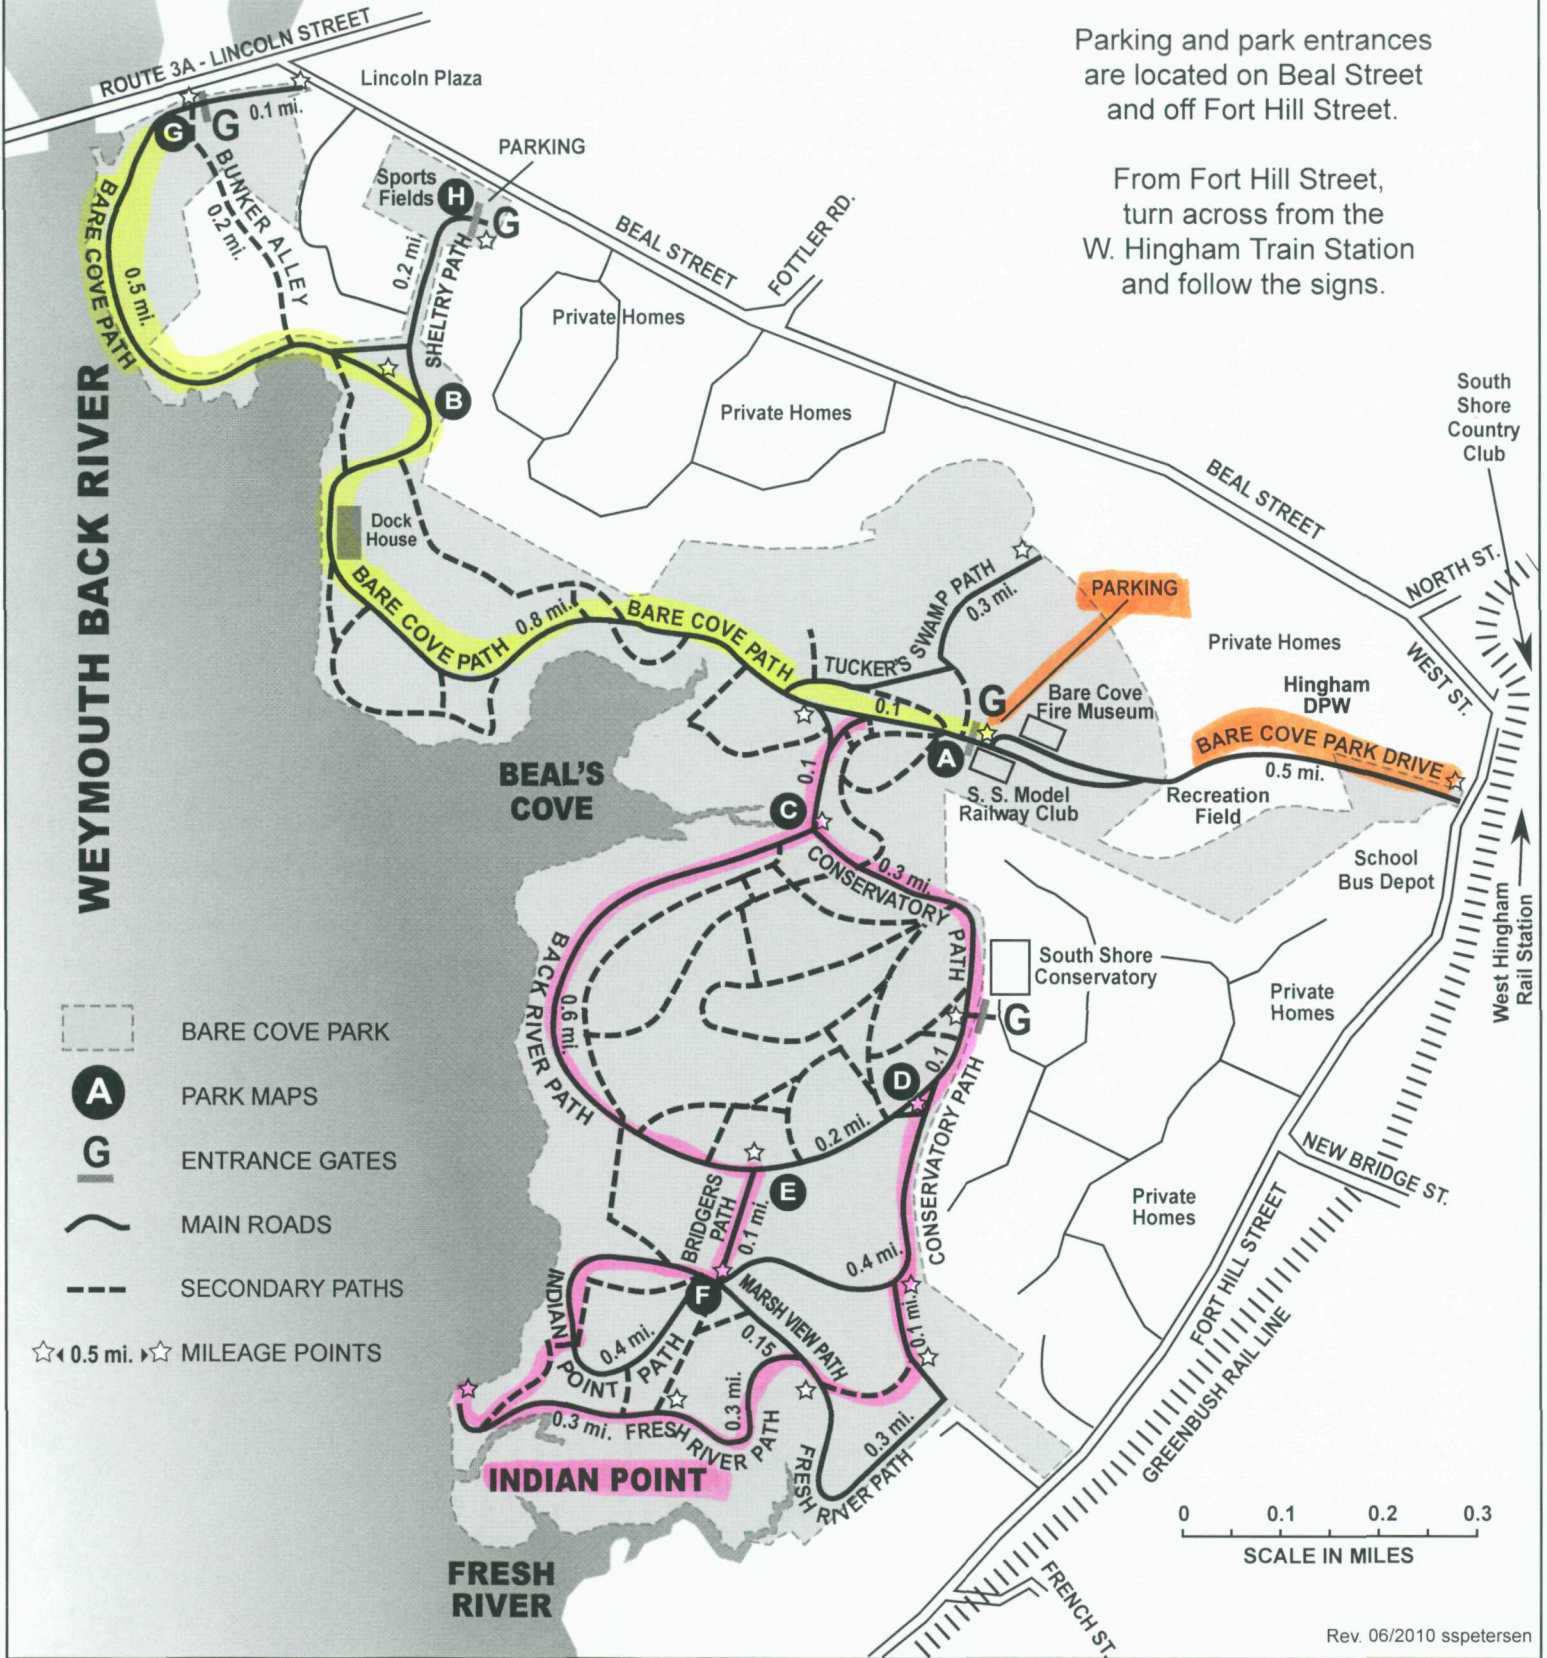 ROUTE 3A - LINCOLN STREET
Lincoln Plaza
0.1 mi.
G
G
PARKING
Parking and park entrances
are located on Beal Street
and off Fort Hill Street.
From Fort Hill Street,
turn across from the
W. Hingham Train Station
and follow the signs.
BARE COVE PATH
0.5 mi.
BUNKER ALLEY
0.2 mi.
Sports
Fields
H
G
0.2 mi.
SHELTRY PATH
BEAL STREET
FOTTLER RD.
Private Homes
Private Homes
B
WEYMOUTH BACK RIVER
South
Shore
Country
Club
BEAL STREET
NORTH ST.
WEST ST.
Dock
House
BARE COVE PATH
0.8 mi.
BARE COVE PATH
TUCKER'S SWAMP PATH
0.3 mi.
PARKING
Private Homes
0.1
G
Bare Cove
Fire Museum
Hingham
DPW
BARE COVE PARK DRIVE
0.5 mi.
A
S. S. Model
Railway Club
Recreation
Field
BEAL'S
COVE
0.1
C
School
Bus Depot
West Hingham
Rail Station
CONSERVATORY PATH
0.3 mi.
BACK RIVER PATH
0.6 mi.
South Shore
Conservatory
G
Private
Homes
0.1
D
CONSERVATORY PATH
0.2 mi.
E
BRIDGERS
PATH
0.1 mi.
NEW BRIDGE ST.
Private
Homes
FORT HILL STREET
GREENBUSH RAIL LINE
0.4 mi.
F
MARSH VIEW PATH
0.15
0.1 mi.
INDIAN POINT PATH
0.4 mi.
0.3 mi.
FRESH RIVER PATH
0.3 mi.
0.3 mi.
FRESH RIVER PATH
INDIAN POINT
FRESH
RIVER
FRENCH ST.
BARE COVE PARK
A
PARK MAPS
G
ENTRANCE GATES
MAIN ROADS
SECONDARY PATHS
0.5 mi.
MILEAGE POINTS
0 0.1 0.2 0.3
SCALE IN MILES
Rev. 06/2010 sspetersen